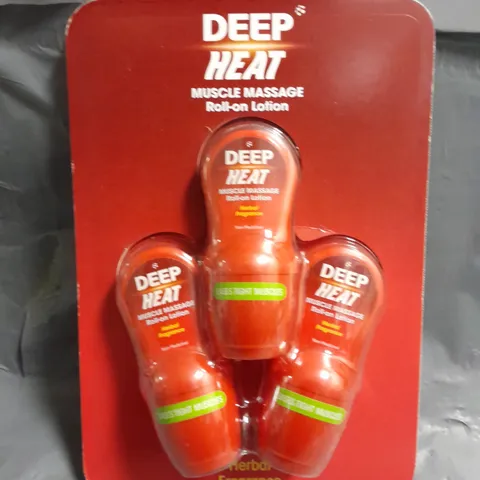 DEEP
HEAT
MUSCLE MASSAGE
Roll-on Lotion
DEEP
HEAT
MUSCLE MASSAGE
Roll-on Lotion
Herbal
Fragrance
EASES TIGHT MUSCLES
DEEP
HEAT
MUSCLE MASSAGE
Roll-on Lotion
Herbal
Fragrance
EASES TIGHT MUSCLES
DEEP
HEAT
MUSCLE MASSAGE
Roll-on Lotion
Herbal
Fragrance
EASES TIGHT MUSCLES
Herbal
Fragrance